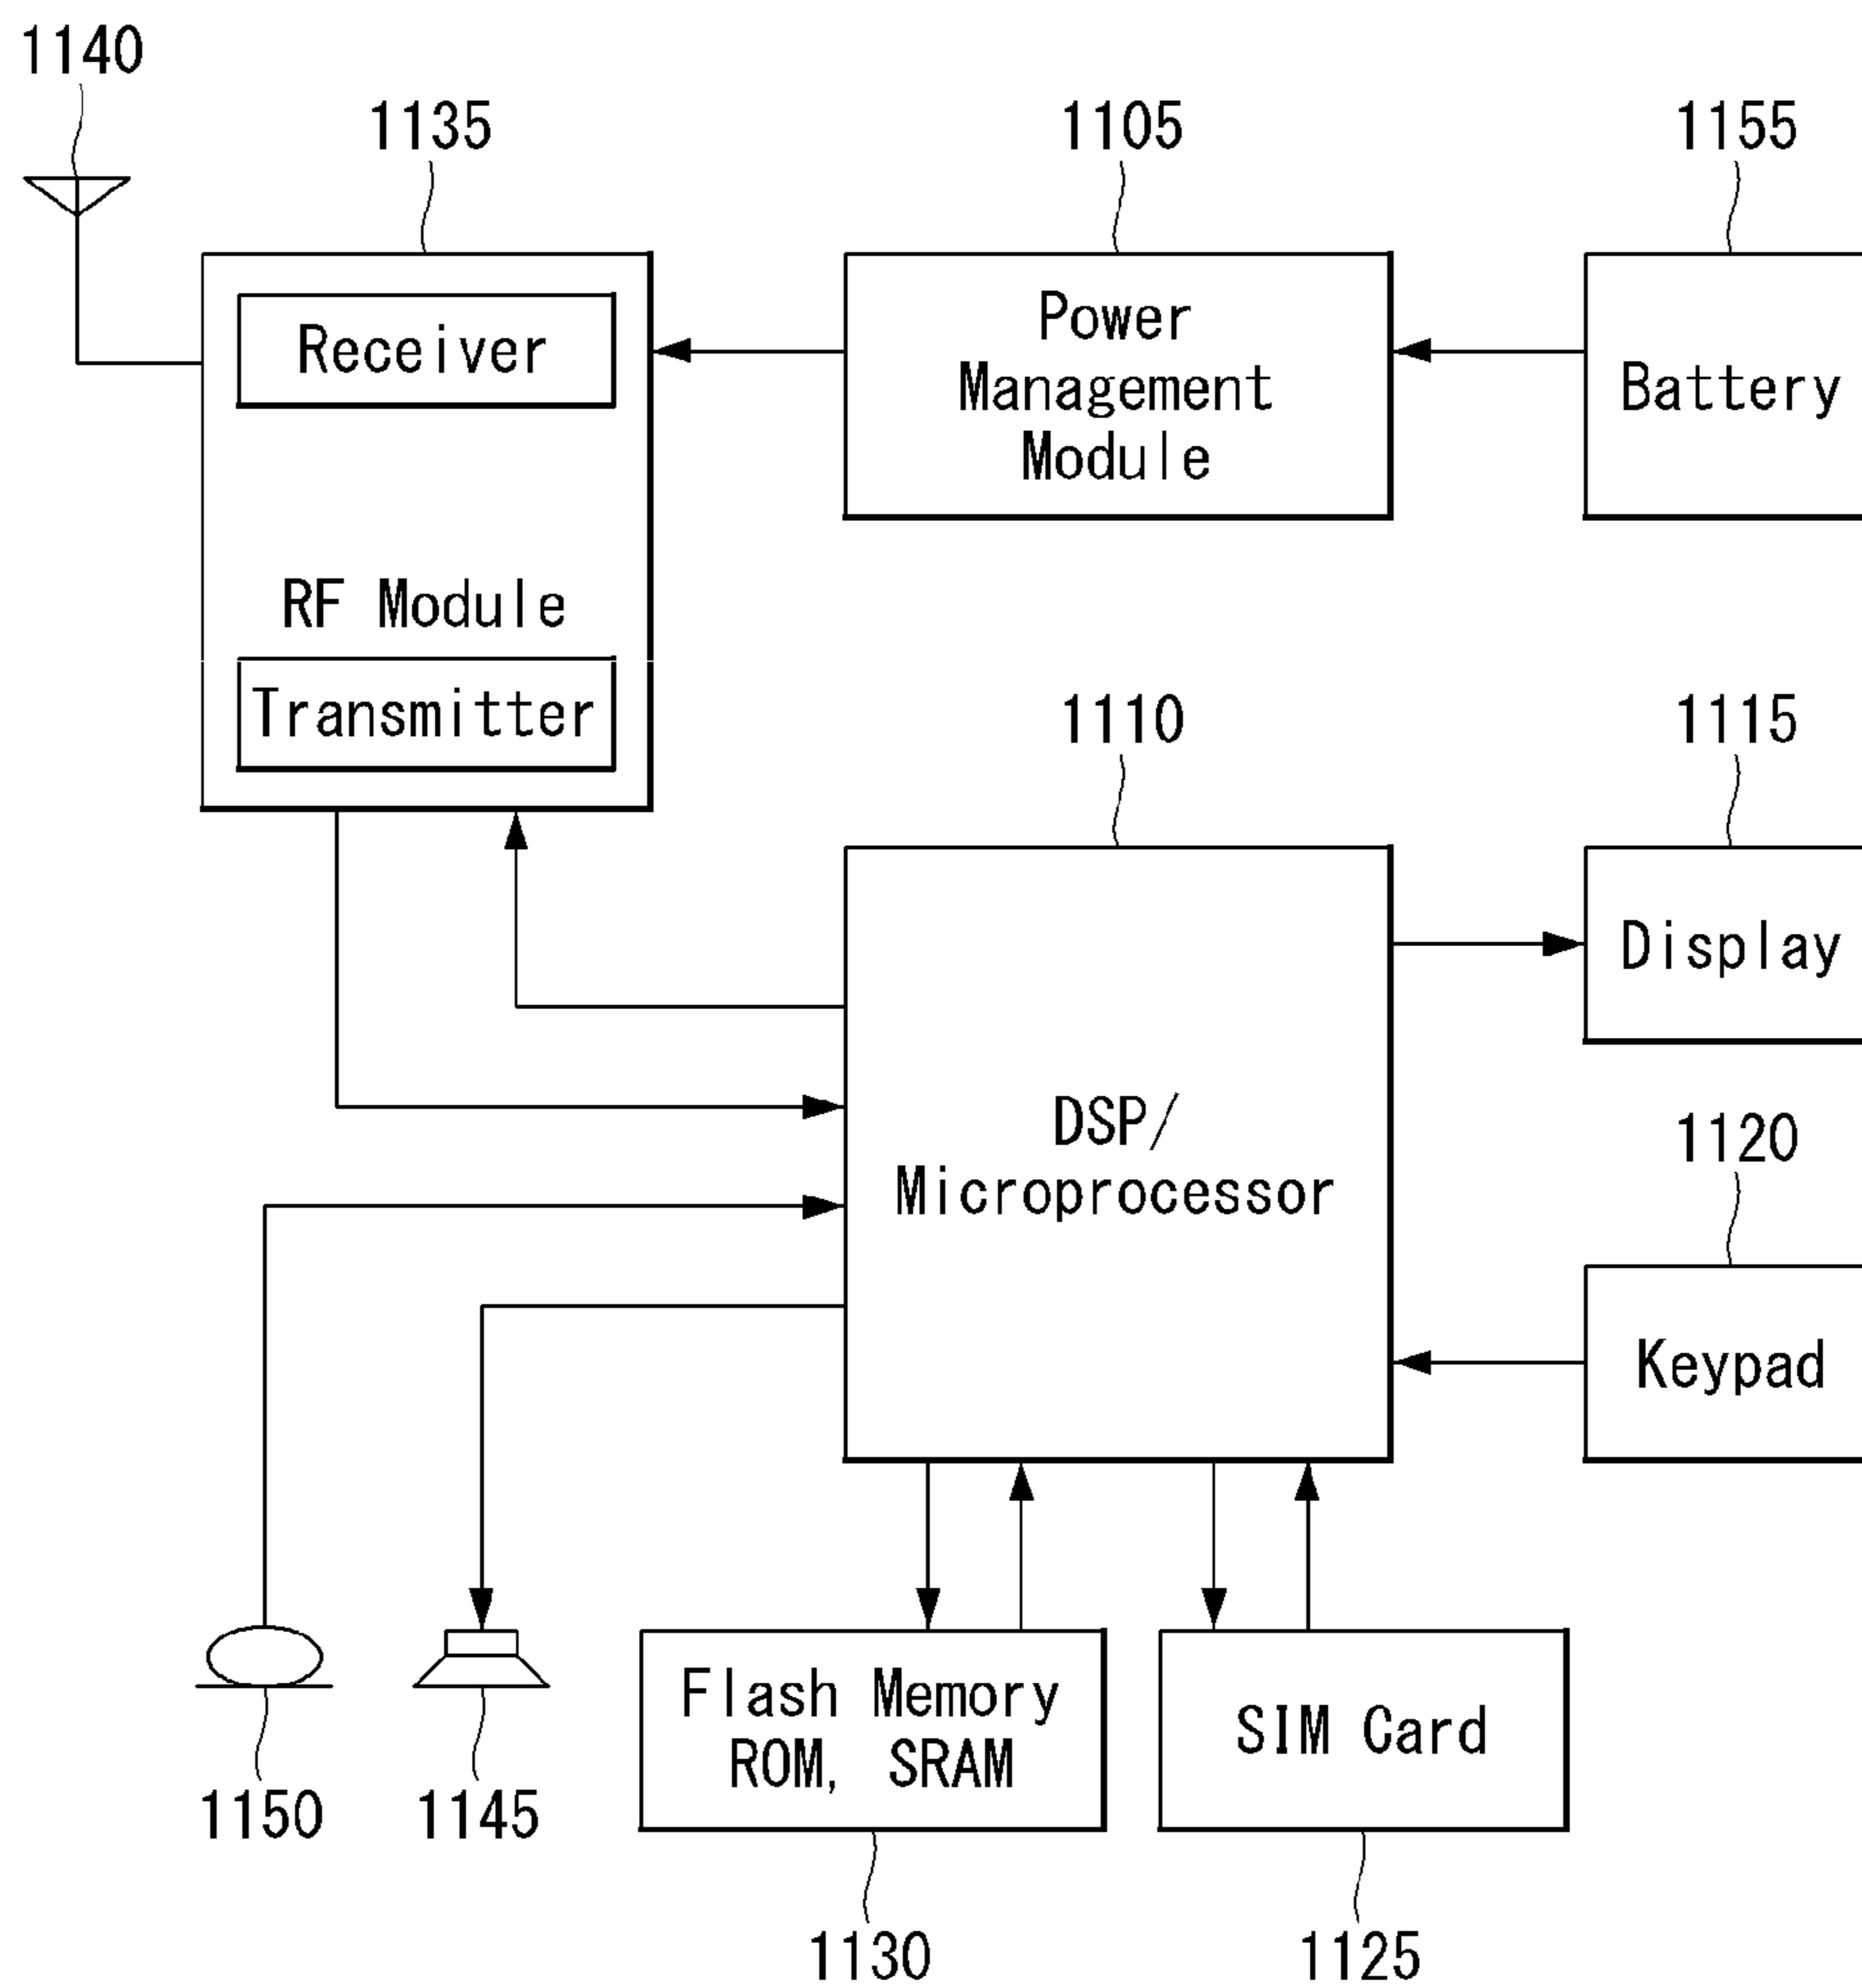 1140
1135
1105
1155
Receiver
Power
Management
Module
Battery
RF Module
Transmitter
1110
1115
Display
DSP/
Microprocessor
1120
Keypad
Flash Memory
ROM, SRAM
SIM Card
1150
1145
1130
1125